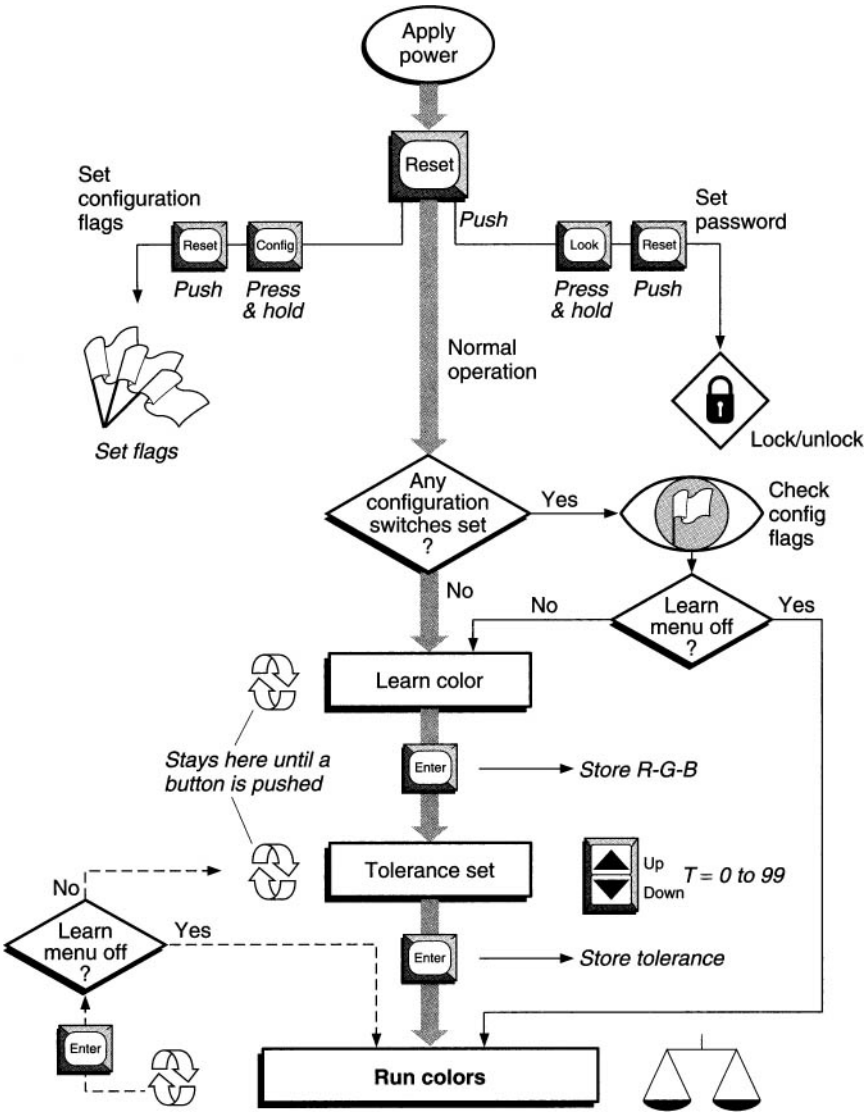 Apply
power
Reset
Set
configuration
flags
Reset
Config
Push
Press
& hold
Set flags
Push
Look
Reset
Press
& hold
Push
Set
password
Lock/unlock
Normal
operation
Any
configuration
switches set
?
Yes
Check
config
flags
No
Learn
menu off
?
No
Yes
Learn color
Stays here until a
button is pushed
Enter
Store R-G-B
Tolerance set
Up
Down
T = 0 to 99
Enter
Store tolerance
No
Learn
menu off
?
Yes
Enter
Run colors